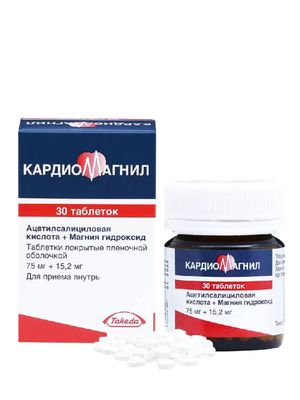 КАРДИОМАГНИЛ
30 таблеток
Ацетилсалициловая
кислота + Магния гидроксид
Таблетки покрытые пленочной
оболочкой
75 мг + 15,2 мг
Для приема внутрь
Takeda
КАРДИОМАГНИЛ
30 таблеток
Ацетилсалициловая
кислота + Магния гидроксид
75 мг + 15,2 мг